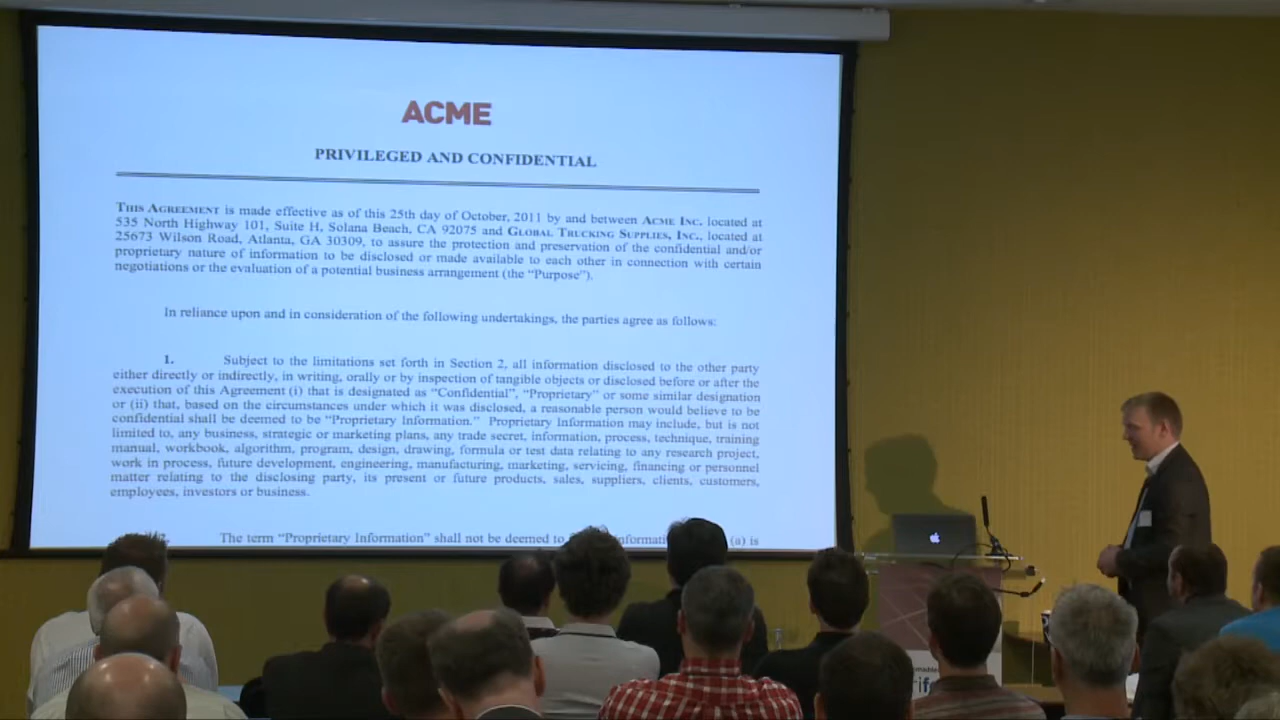 ACME
PRIVILEGED AND CONFIDENTIAL
THIS AGREEMENT is made effective as of this 25th day of October, 2011 by and between ACME INC. located at
535 North Highway 101, Suite H, Solana Beach, CA 92075 and GLOBAL TRUCKING SUPPLIES, INC., located at
25673 Wilson Road, Atlanta, GA 30309, to assure the protection and preservation of the confidential and/or
proprietary nature of information to be disclosed or made available to each other in connection with certain
negotiations or the evaluation of a potential business arrangement (the “Purpose”).
In reliance upon and in consideration of the following undertakings, the parties agree as follows:
1. Subject to the limitations set forth in Section 2, all information disclosed to the other party
either directly or indirectly, in writing, orally or by inspection of tangible objects or disclosed before or after the
execution of this Agreement (i) that is designated as “Confidential”, “Proprietary” or some similar designation
or (ii) that, based on the circumstances under which it was disclosed, a reasonable person would believe to be
confidential shall be deemed to be “Proprietary Information.” Proprietary Information may include, but is not
limited to, any business, strategic or marketing plans, any trade secret, information, process, technique, training
manual, workbook, algorithm, program, design, drawing, formula or test data relating to any research project,
work in process, future development, engineering, manufacturing, marketing, servicing, financing or personnel
matter relating to the disclosing party, its present or future products, sales, suppliers, clients, customers,
employees, investors or business.
The term “Proprietary Information” shall not be deemed to (a) is